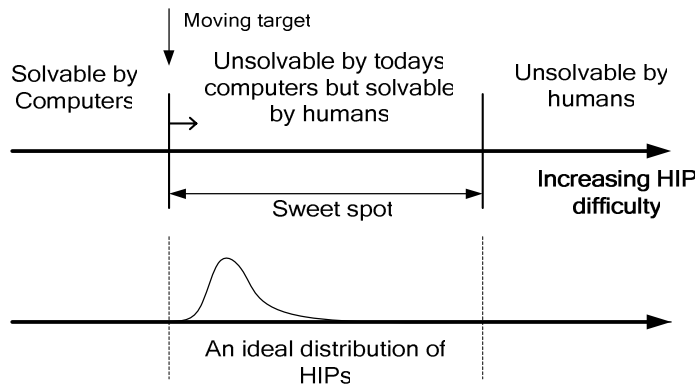 Moving target
Solvable by
Computers
Unsolvable by todays
computers but solvable
by humans
Unsolvable by
humans
Increasing HIP
difficulty
Sweet spot
An ideal distribution of
HIPs